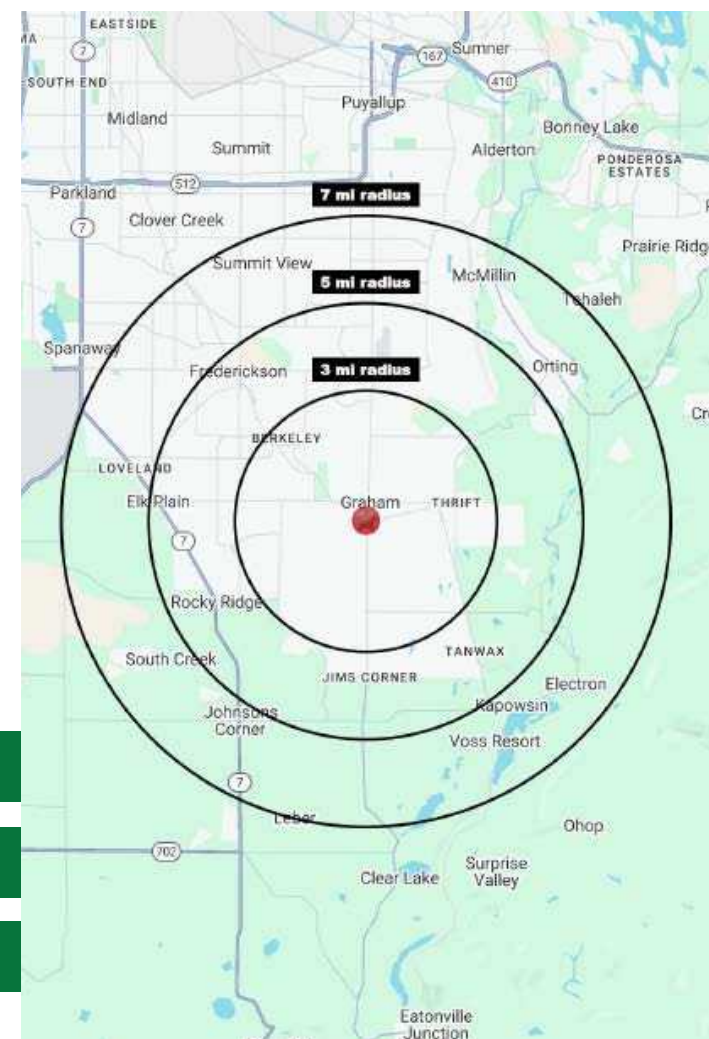 EASTSIDE
7
167
Sumner
SOUTH END
410
Puyallup
Midland
Bonney Lake
Summit
Alderton
PONDEROSA
ESTATES
512
Parkland
7 mi radius
Clover Creek
7
Prairie Ridg
Summit View
McMillin
5 mi radius
Tehaleh
Spanaway
Frederickson
3 mi radius
Orting
Cr
BERKELEY
LOVELAND
Elk Plain
Graham
THRIFT
7
Rocky Ridge
South Creek
TANWAX
JIMS CORNER
Electron
Johnsons
Corner
Kapowsin
Voss Resort
7
Leber
Ohop
702
Clear Lake
Surprise
Valley
Eatonville
Junction